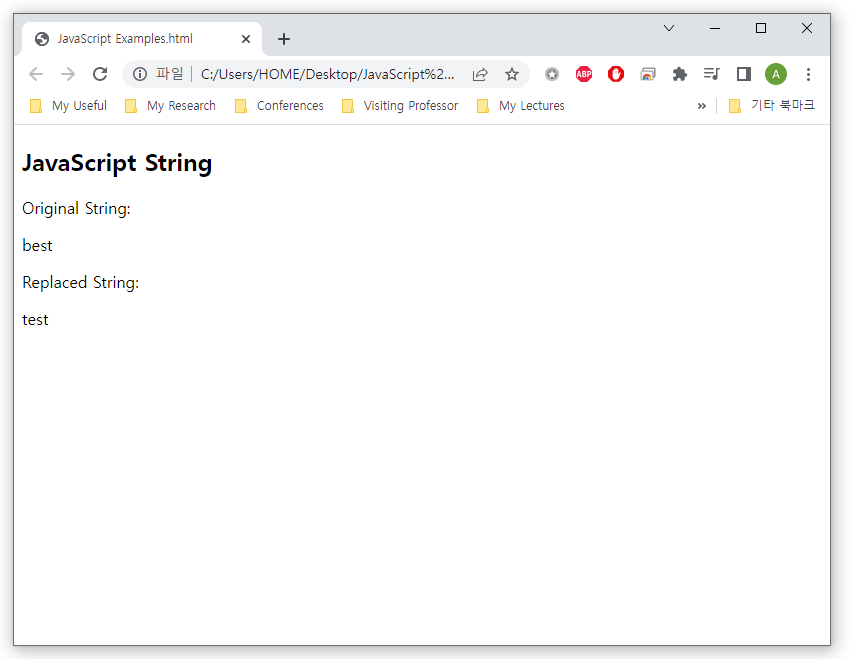 JavaScript Examples.html
파일 C:/Users/HOME/Desktop/JavaScript%2...
ABP
A
My Useful My Research Conferences Visiting Professor My Lectures » 기타 북마크
JavaScript String
Original String:
best
Replaced String:
test